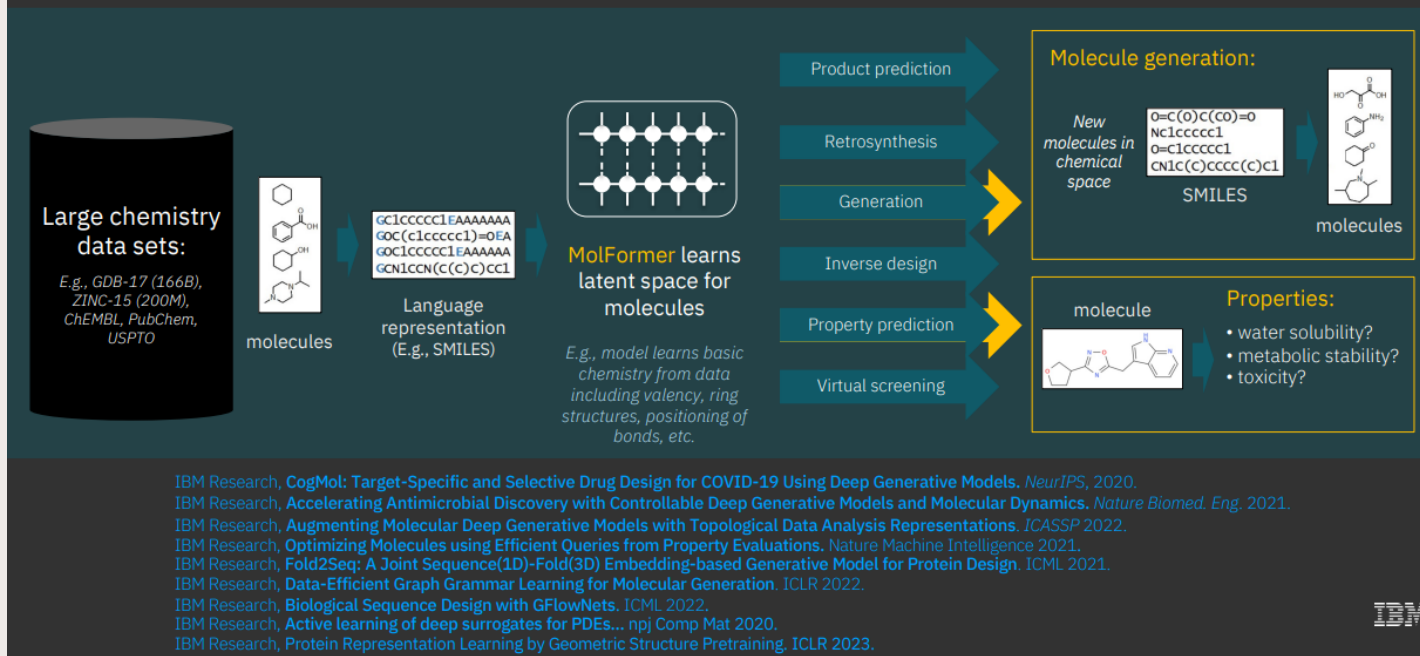 Large chemistry
data sets:
E.g., GDB-17 (166B),
ZINC-15 (200M),
ChEMBL, PubChem,
USPTO
OH
O
OH
N
N
molecules
GC1CCCCC1EAAAAAAA
GOC(c1ccccc1)=OEA
GOC1CCCCC1EAAAAAA
GCN1CCN(C(C)C)CC1
Language
representation
(E.g., SMILES)
MolFormer learns
latent space for
molecules
E.g., model learns basic
chemistry from data
including valency, ring
structures, positioning of
bonds, etc.
Product prediction
Retrosynthesis
Generation
Inverse design
Property prediction
Virtual screening
Molecule generation:
New
molecules in
chemical
space
O=C(O)C(CO)=O
Nc1ccccc1
O=C1CCCCC1
CN1C(C)CCCC(C)C1
SMILES
HO
O
O
OH
NH₂
O
N
molecules
molecule
O
N
O
N
H
N
N
Properties:
• water solubility?
• metabolic stability?
• toxicity?
IBM Research, CogMol: Target-Specific and Selective Drug Design for COVID-19 Using Deep Generative Models. NeurIPS, 2020.
IBM Research, Accelerating Antimicrobial Discovery with Controllable Deep Generative Models and Molecular Dynamics. Nature Biomed. Eng. 2021.
IBM Research, Augmenting Molecular Deep Generative Models with Topological Data Analysis Representations. ICASSP 2022.
IBM Research, Optimizing Molecules using Efficient Queries from Property Evaluations. Nature Machine Intelligence 2021.
IBM Research, Fold2Seq: A Joint Sequence(1D)-Fold(3D) Embedding-based Generative Model for Protein Design. ICML 2021.
IBM Research, Data-Efficient Graph Grammar Learning for Molecular Generation. ICLR 2022.
IBM Research, Biological Sequence Design with GFlowNets. ICML 2022.
IBM Research, Active learning of deep surrogates for PDEs... npj Comp Mat 2020.
IBM Research, Protein Representation Learning by Geometric Structure Pretraining. ICLR 2023.
IBM